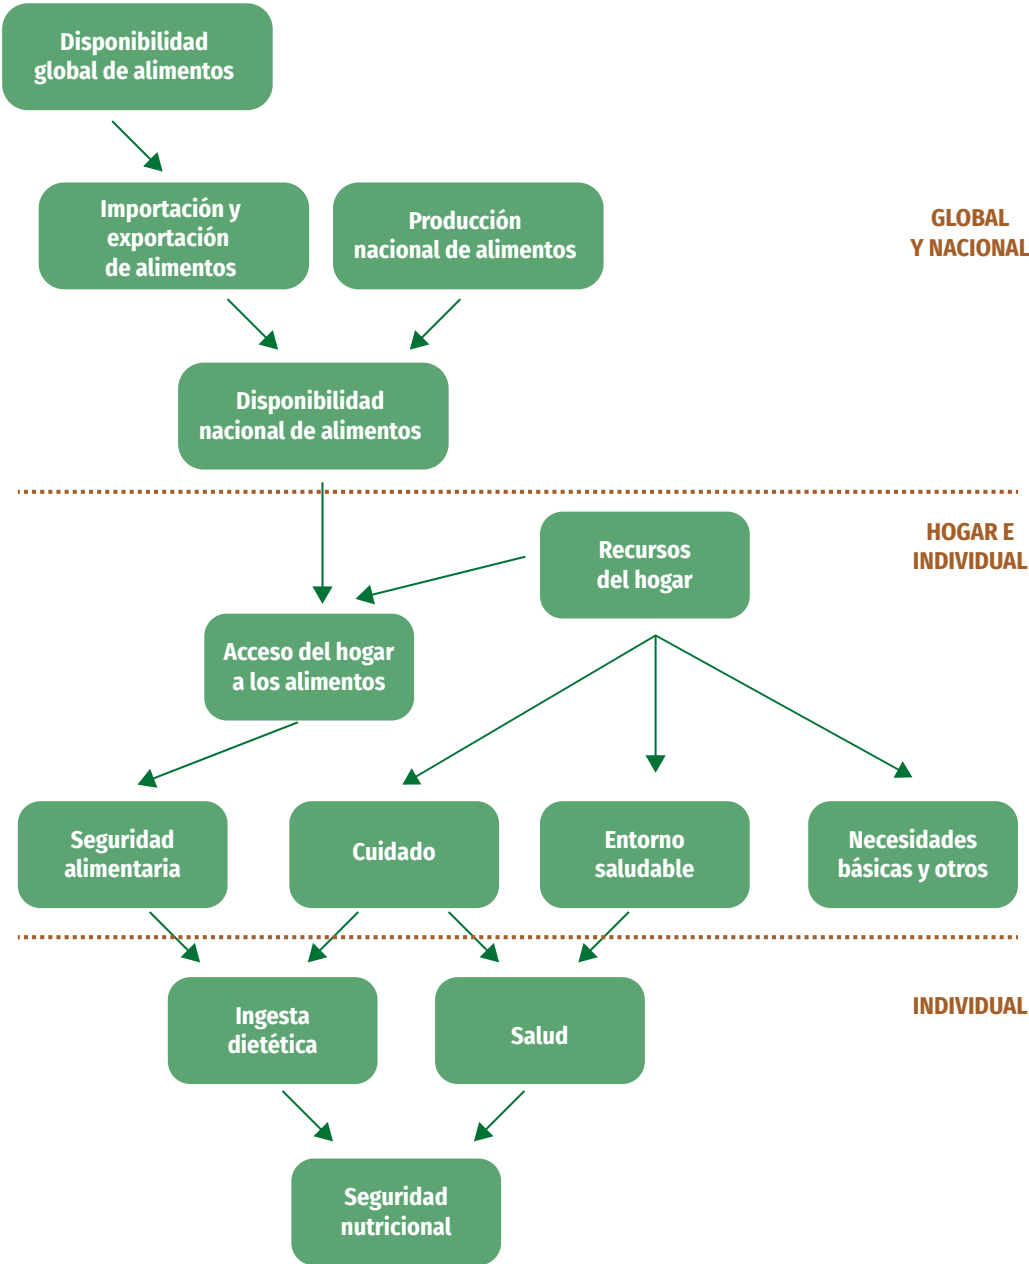 Disponibilidad
global de alimentos
Importación y
exportación
de alimentos
Producción
nacional de alimentos
GLOBAL
Y NACIONAL
Disponibilidad
nacional de alimentos
HOGAR E
INDIVIDUAL
Recursos
del hogar
Acceso del hogar
a los alimentos
Seguridad
alimentaria
Cuidado
Entorno
saludable
Necesidades
básicas y otros
INDIVIDUAL
Ingesta
dietética
Salud
Seguridad
nutricional